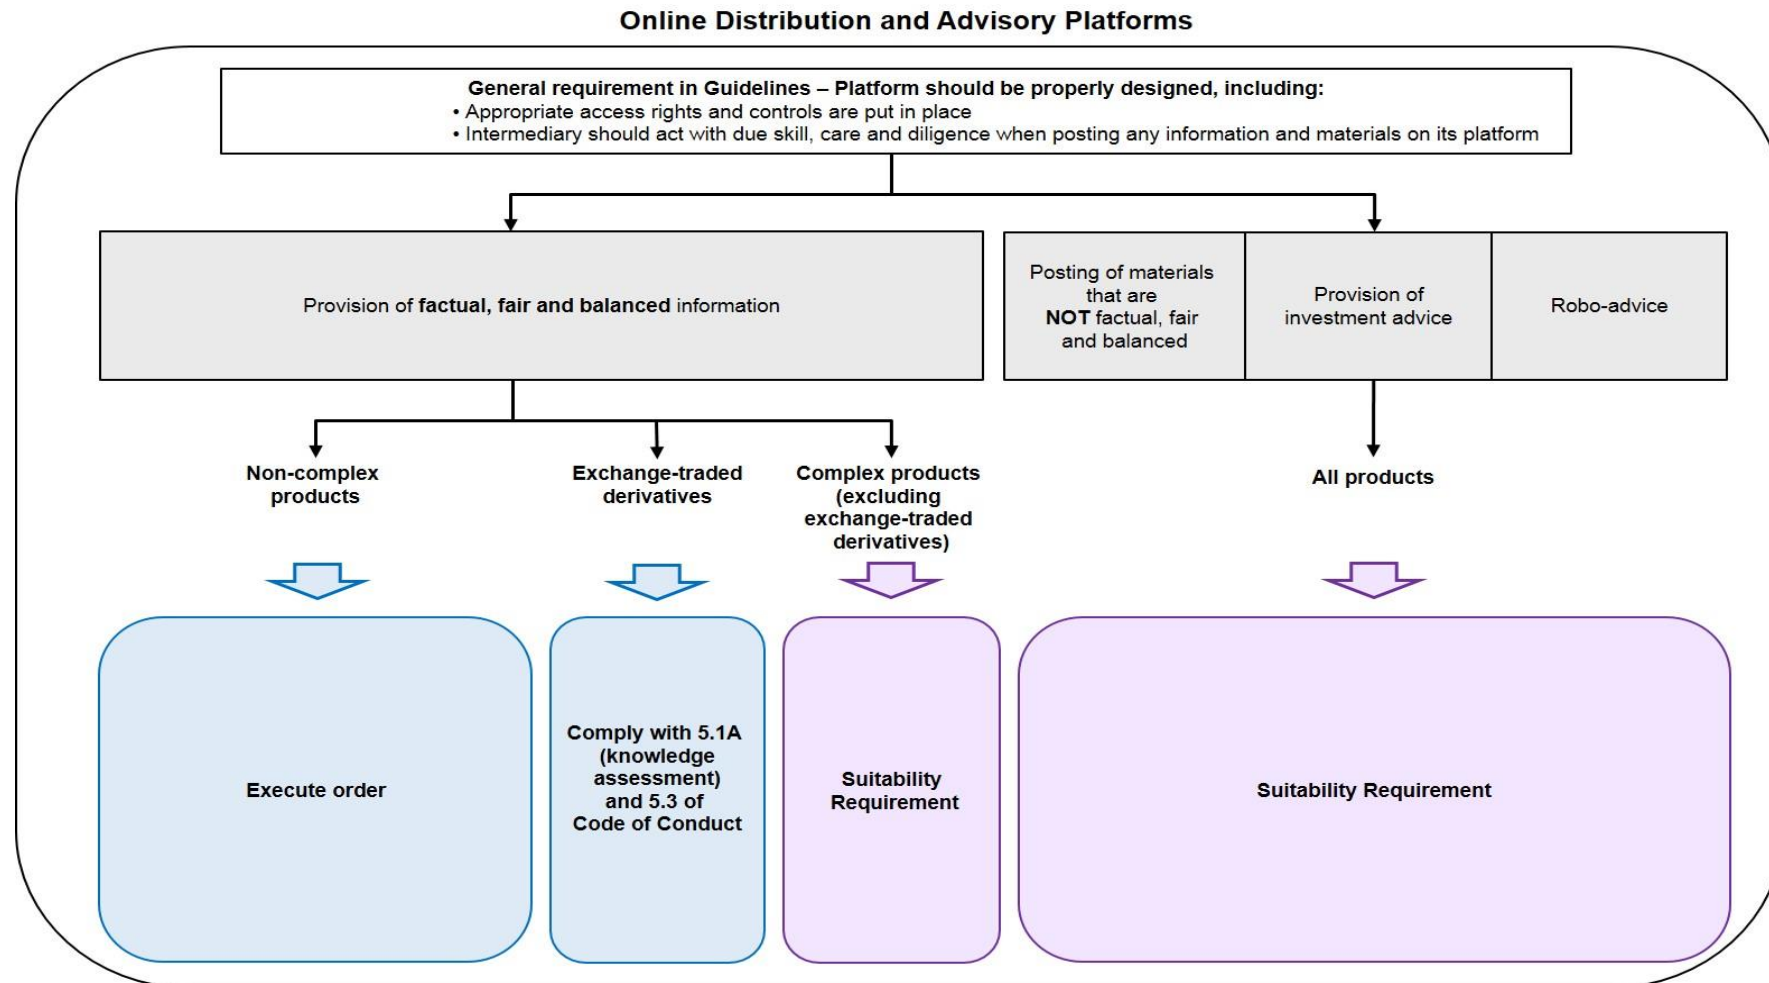 Online Distribution and Advisory Platforms
General requirement in Guidelines – Platform should be properly designed, including:
• Appropriate access rights and controls are put in place
• Intermediary should act with due skill, care and diligence when posting any information and materials on its platform
Provision of factual, fair and balanced information
Posting of materials
that are
NOT factual, fair
and balanced
Provision of
investment advice
Robo-advice
Non-complex
products
Exchange-traded
derivatives
Complex products
(excluding
exchange-traded
derivatives)
All products
Execute order
Comply with 5.1A
(knowledge
assessment)
and 5.3 of
Code of Conduct
Suitability
Requirement
Suitability Requirement